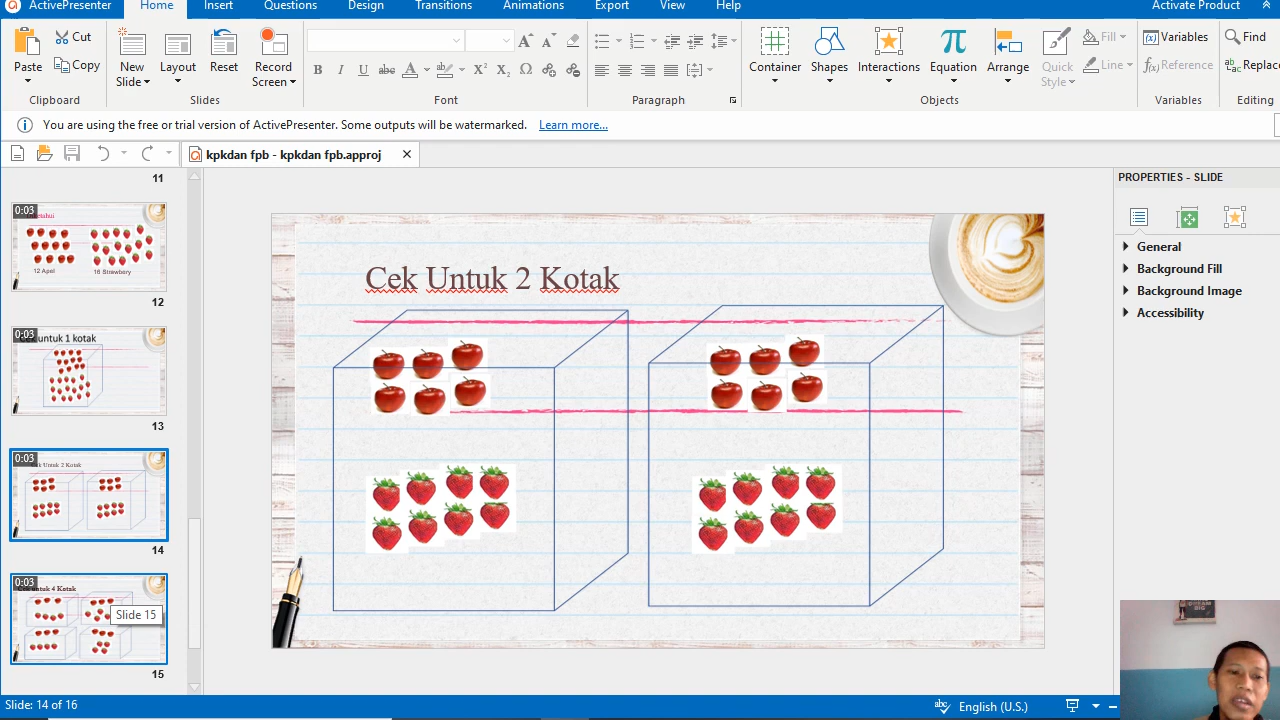 ActivePresenter Home Insert Questions Design Transitions Animations Export View Help Activate Product
Paste
Cut
Copy
Clipboard
New Slide
Layout
Reset
Record Screen
Slides
B I U abc A ab X² X₂ Ω
Font
Paragraph
Container
Shapes
Interactions
Equation
Arrange
Quick Style
Fill
Line
Objects
(x) Variables
f(x) Reference
Variables
Find
Replac
Editing
You are using the free or trial version of ActivePresenter. Some outputs will be watermarked. Learn more...
kpkdan fpb - kpkdan fpb.approj
11
0:03
12 Apel
16 Strawbery
12
0:03
untuk 1 kotak
13
0:03
Cek Untuk 2 Kotak
14
0:03
Untuk 4 Kotak
Slide 15
15
Cek Untuk 2 Kotak
PROPERTIES - SLIDE
General
Background Fill
Background Image
Accessibility
Slide: 14 of 16
English (U.S.)